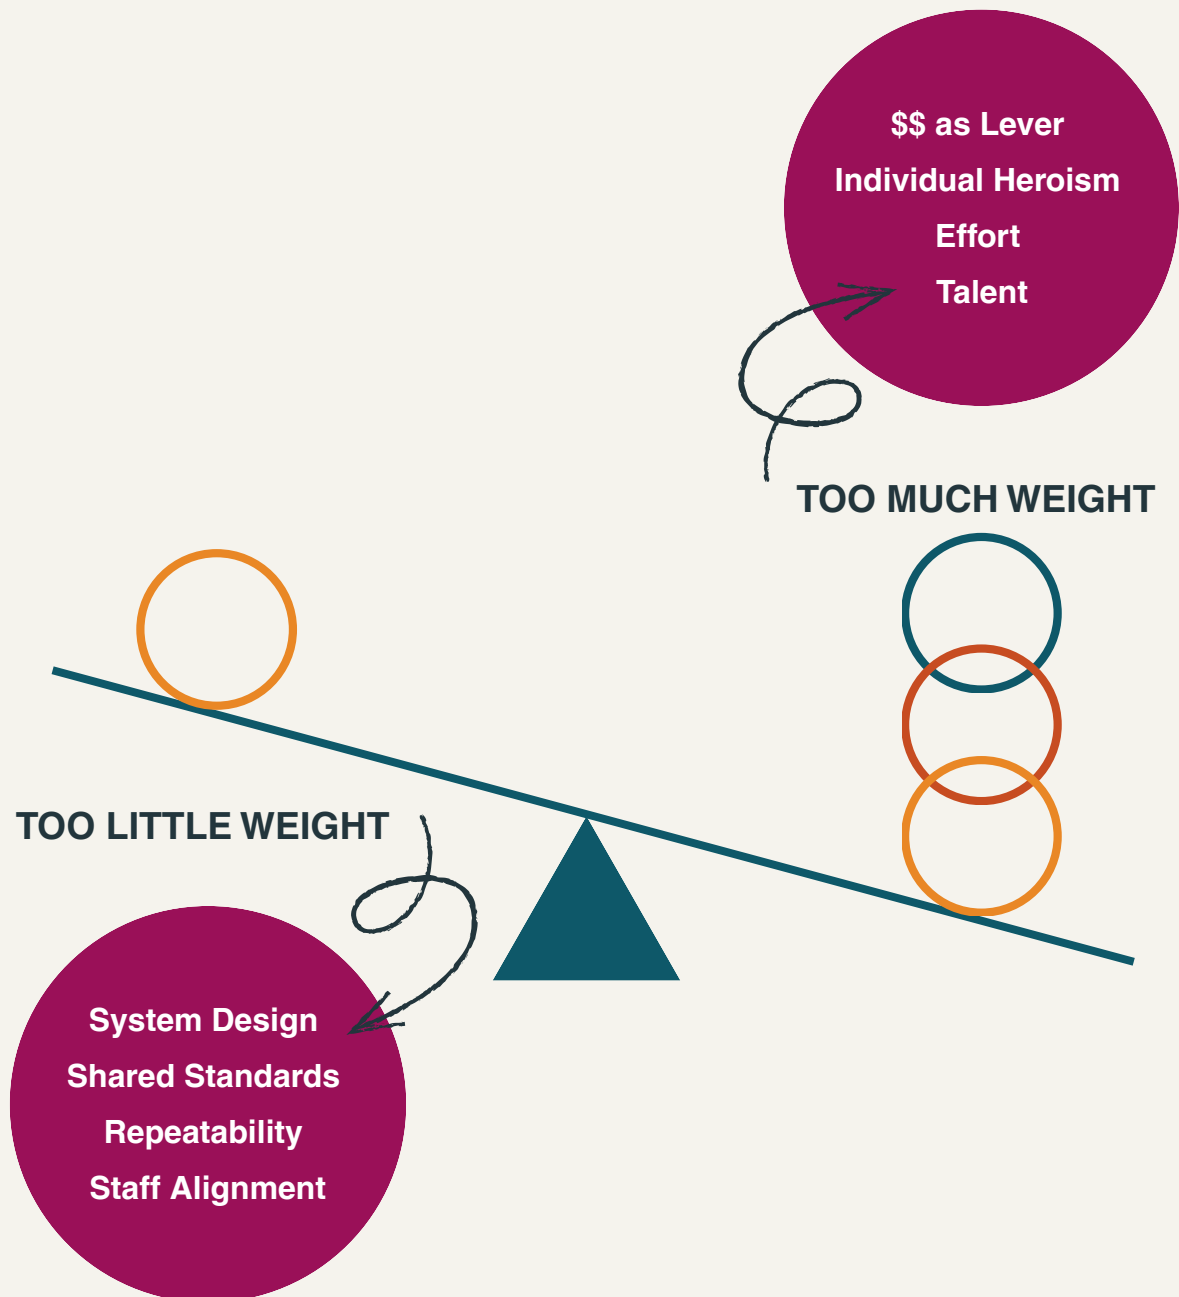 $$ as Lever
Individual Heroism
Effort
Talent
TOO MUCH WEIGHT
TOO LITTLE WEIGHT
System Design
Shared Standards
Repeatability
Staff Alignment